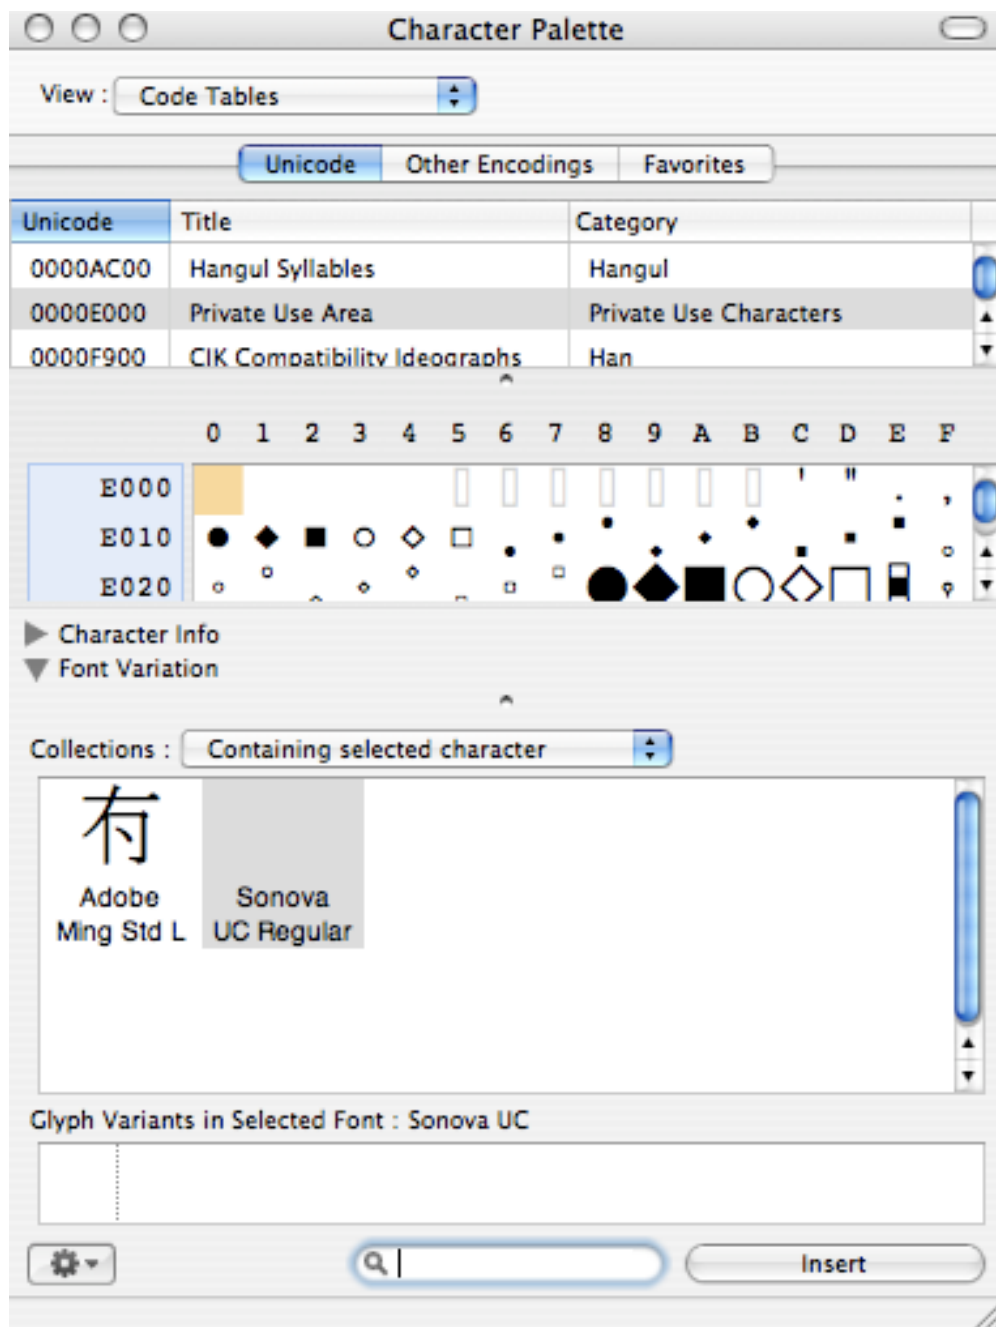 Character Palette
View : Code Tables
Unicode Other Encodings Favorites
Unicode Title Category
0000AC00 Hangul Syllables Hangul
0000E000 Private Use Area Private Use Characters
0000F900 CJK Compatibility Ideographs Han
0 1 2 3 4 5 6 7 8 9 A B C D E F
E000 ' " . ,
E010
E020
Character Info
Font Variation
Collections : Containing selected character
Adobe Sonova
Ming Std L UC Regular
Glyph Variants in Selected Font : Sonova UC
Insert